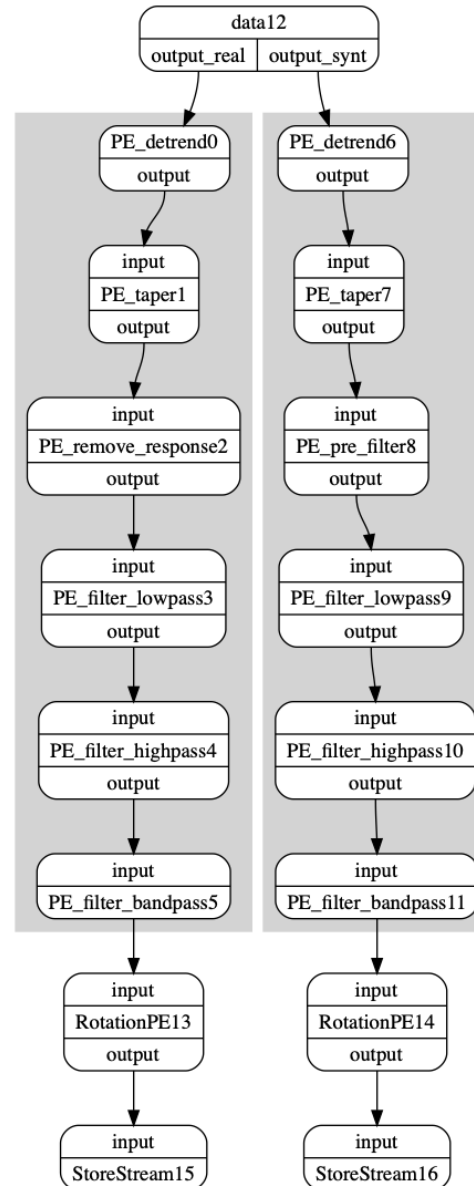 data12
output_real output_synt
PE_detrend0
output
input
PE_taper1
output
input
PE_remove_response2
output
input
PE_filter_lowpass3
output
input
PE_filter_highpass4
output
input
PE_filter_bandpass5
input
RotationPE13
output
input
StoreStream15
PE_detrend6
output
input
PE_taper7
output
input
PE_pre_filter8
output
input
PE_filter_lowpass9
output
input
PE_filter_highpass10
output
input
PE_filter_bandpass11
input
RotationPE14
output
input
StoreStream16